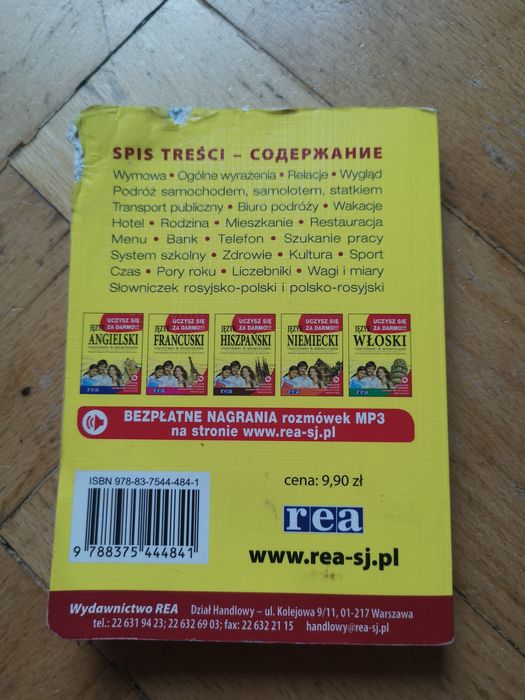 SPIS TREŚCI – СОДЕРЖАНИЕ
Wymowa • Ogólne wyrażenia • Relacje • Wygląd
Podróż samochodem, samolotem, statkiem
Transport publiczny • Biuro podróży • Wakacje
Hotel • Rodzina • Mieszkanie • Restauracja
Menu • Bank • Telefon • Szukanie pracy
System szkolny • Zdrowie • Kultura • Sport
Czas • Pory roku • Liczebniki • Wagi i miary
Słowniczek rosyjsko-polski i polsko-rosyjski
UCZYSZ SIĘ ZA DARMO!!!
ANGIELSKI
rea
UCZYSZ SIĘ ZA DARMO!!!
FRANCUSKI
rea
UCZYSZ SIĘ ZA DARMO!!!
HISZPAŃSKI
rea
UCZYSZ SIĘ ZA DARMO!!!
NIEMIECKI
rea
UCZYSZ SIĘ ZA DARMO!!!
WŁOSKI
rea
BEZPŁATNE NAGRANIA rozmówek MP3
na stronie www.rea-sj.pl
ISBN 978-83-7544-484-1
9 788375 444841
cena: 9,90 zł
rea
www.rea-sj.pl
Wydawnictwo REA Dział Handlowy – ul. Kolejowa 9/11, 01-217 Warszawa
tel.: 22 631 94 23; 22 632 69 03; fax: 22 632 21 15 handlowy@rea-sj.pl